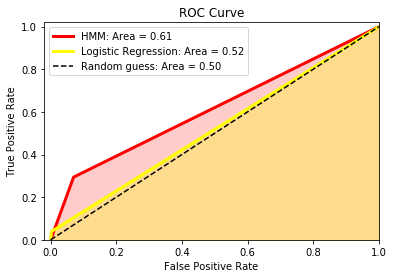 ROC Curve
HMM: Area = 0.61
Logistic Regression: Area = 0.52
Random guess: Area = 0.50
True Positive Rate
1.0
0.8
0.6
0.4
0.2
0.0
0.0 0.2 0.4 0.6 0.8 1.0
False Positive Rate